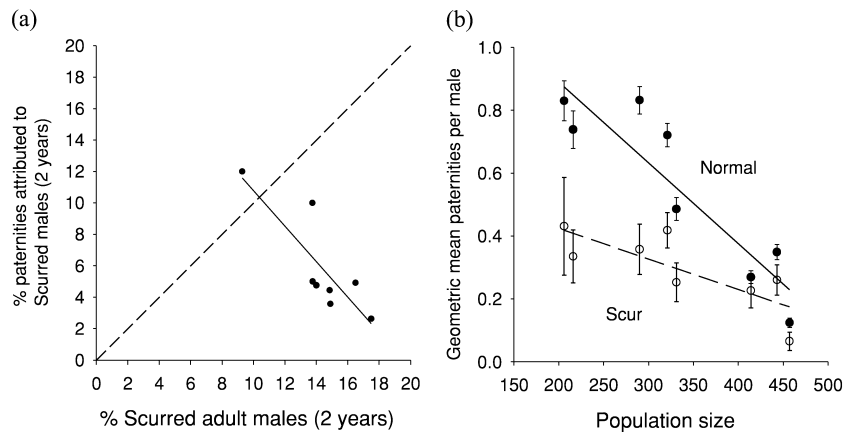 (a)
20
18
16
14
12
10
8
6
4
2
0
% paternities attributed to
Scurred males (2 years)
0 2 4 6 8 10 12 14 16 18 20
% Scurred adult males (2 years)
(b)
1.0
0.8
0.6
0.4
0.2
0.0
Geometric mean paternities per male
Normal
Scur
150 200 250 300 350 400 450 500
Population size